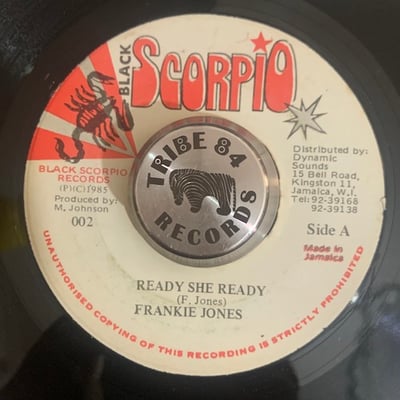 BLACK
SCORPIO
BLACK SCORPIO
RECORDS
(P)(C)1985
Produced by:
M. Johnson
002
TRIBE 84
RECORDS
Distributed by:
Dynamic
Sounds
15 Bell Road,
Kingston 11,
Jamaica, W.I.
Tel: 92-39168
92-39138
Side A
Made in
Jamaica
READY SHE READY
(F. Jones)
FRANKIE JONES
UNAUTHORISED COPYING OF THIS RECORDING IS STRICTLY PROHIBITED